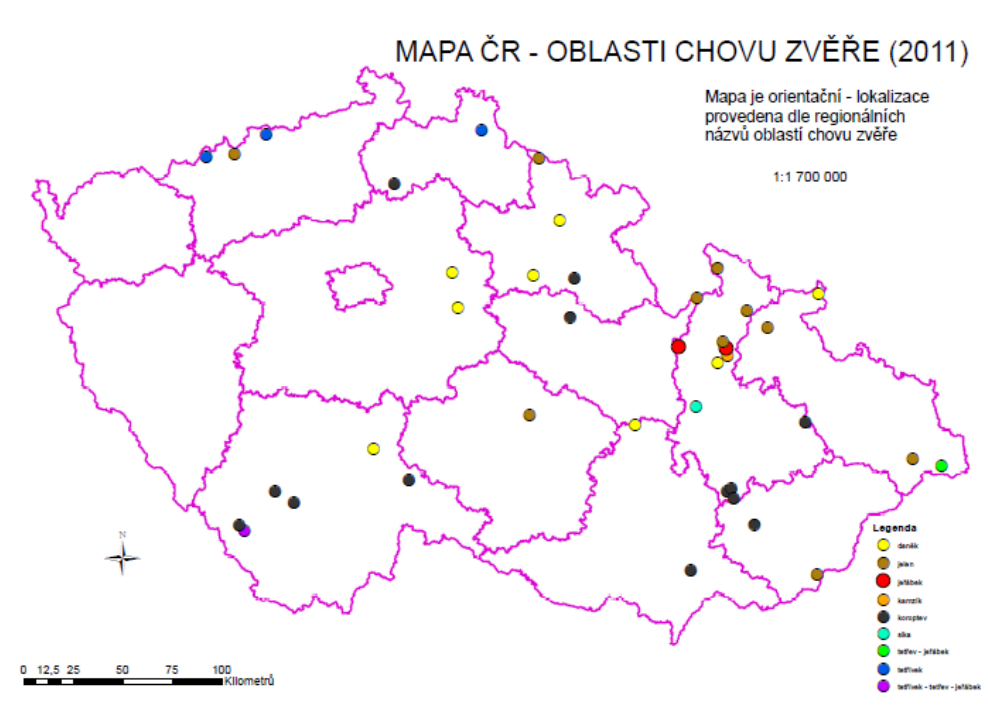 MAPA ČR - OBLASTI CHOVU ZVĚŘE (2011)
Mapa je orientační - lokalizace
provedena dle regionálních
názvů oblastí chovu zvěře
1:1 700 000
N
Legenda
daněk
jelen
jeřábek
kamzík
koroptev
sika
tetřev - jeřábek
tetřívek
tetřívek - tetřev - jeřábek
0 12,5 25 50 75 100
Kilometrů